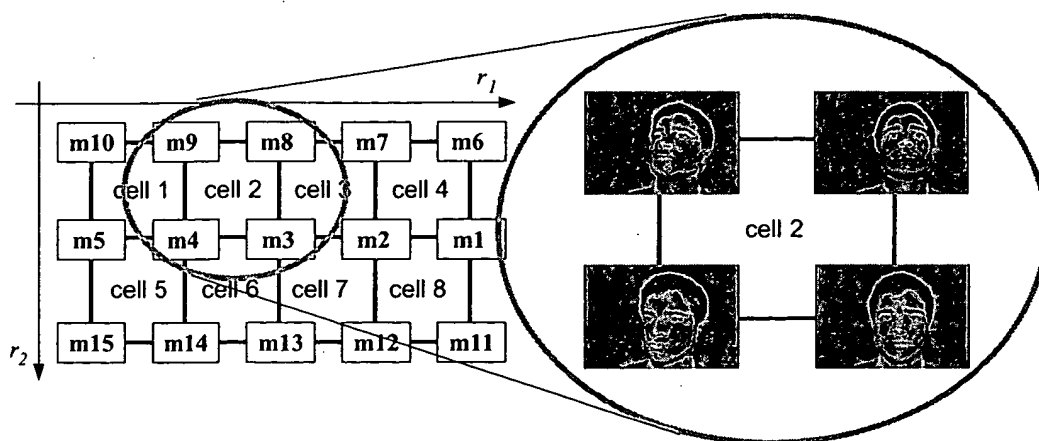 r1
m10 m9 m8 m7 m6
cell 1 cell 2 cell 3 cell 4
cell 2
m5 m4 m3 m2 m1
cell 5 cell 6 cell 7 cell 8
m15 m14 m13 m12 m11
r2